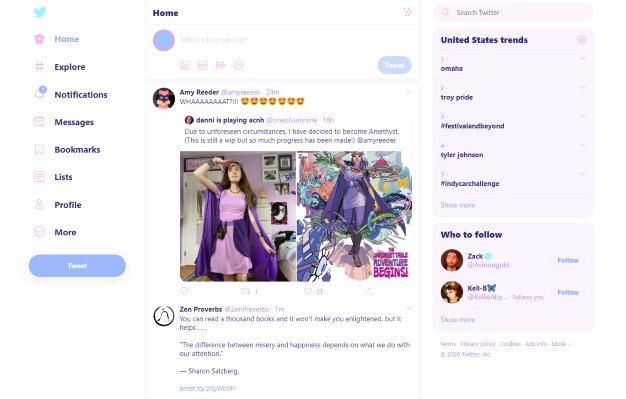 Home
Explore
Notifications
Messages
Bookmarks
Lists
Profile
More
Tweet
Home
What's happening?
Tweet
Amy Reeder @amyreeder · 24m
WHAAAAAAAT?!!! 🤩🤩🤩🤩🤩🤩🤩
danni is playing acnh @oneofsunshine · 16h
Due to unforeseen circumstances, I have decided to become Amethyst.
(This is still a wip but so much progress has been made!) @amyreeder
THE
UNFORGETTABLE
ADVENTURE
BEGINS!
1
23
Zen Proverbs @ZenProverbs · 1m
You can read a thousand books and it won't make you enlightened, but it
helps . . .
"The difference between misery and happiness depends on what we do with
our attention."
— Sharon Salzberg,
amzn.to/2GyWb0H
Search Twitter
United States trends
1 ·
omaha
2 ·
troy pride
3 ·
#festivalandbeyond
4 ·
tyler johnson
5 ·
#indycarchallenge
Show more
Who to follow
Zack
@Asmongold
Follow
Kell-B🦋
@KellieAby... Follows you
Follow
Show more
Terms Privacy policy Cookies Ads info More
© 2020 Twitter, Inc.